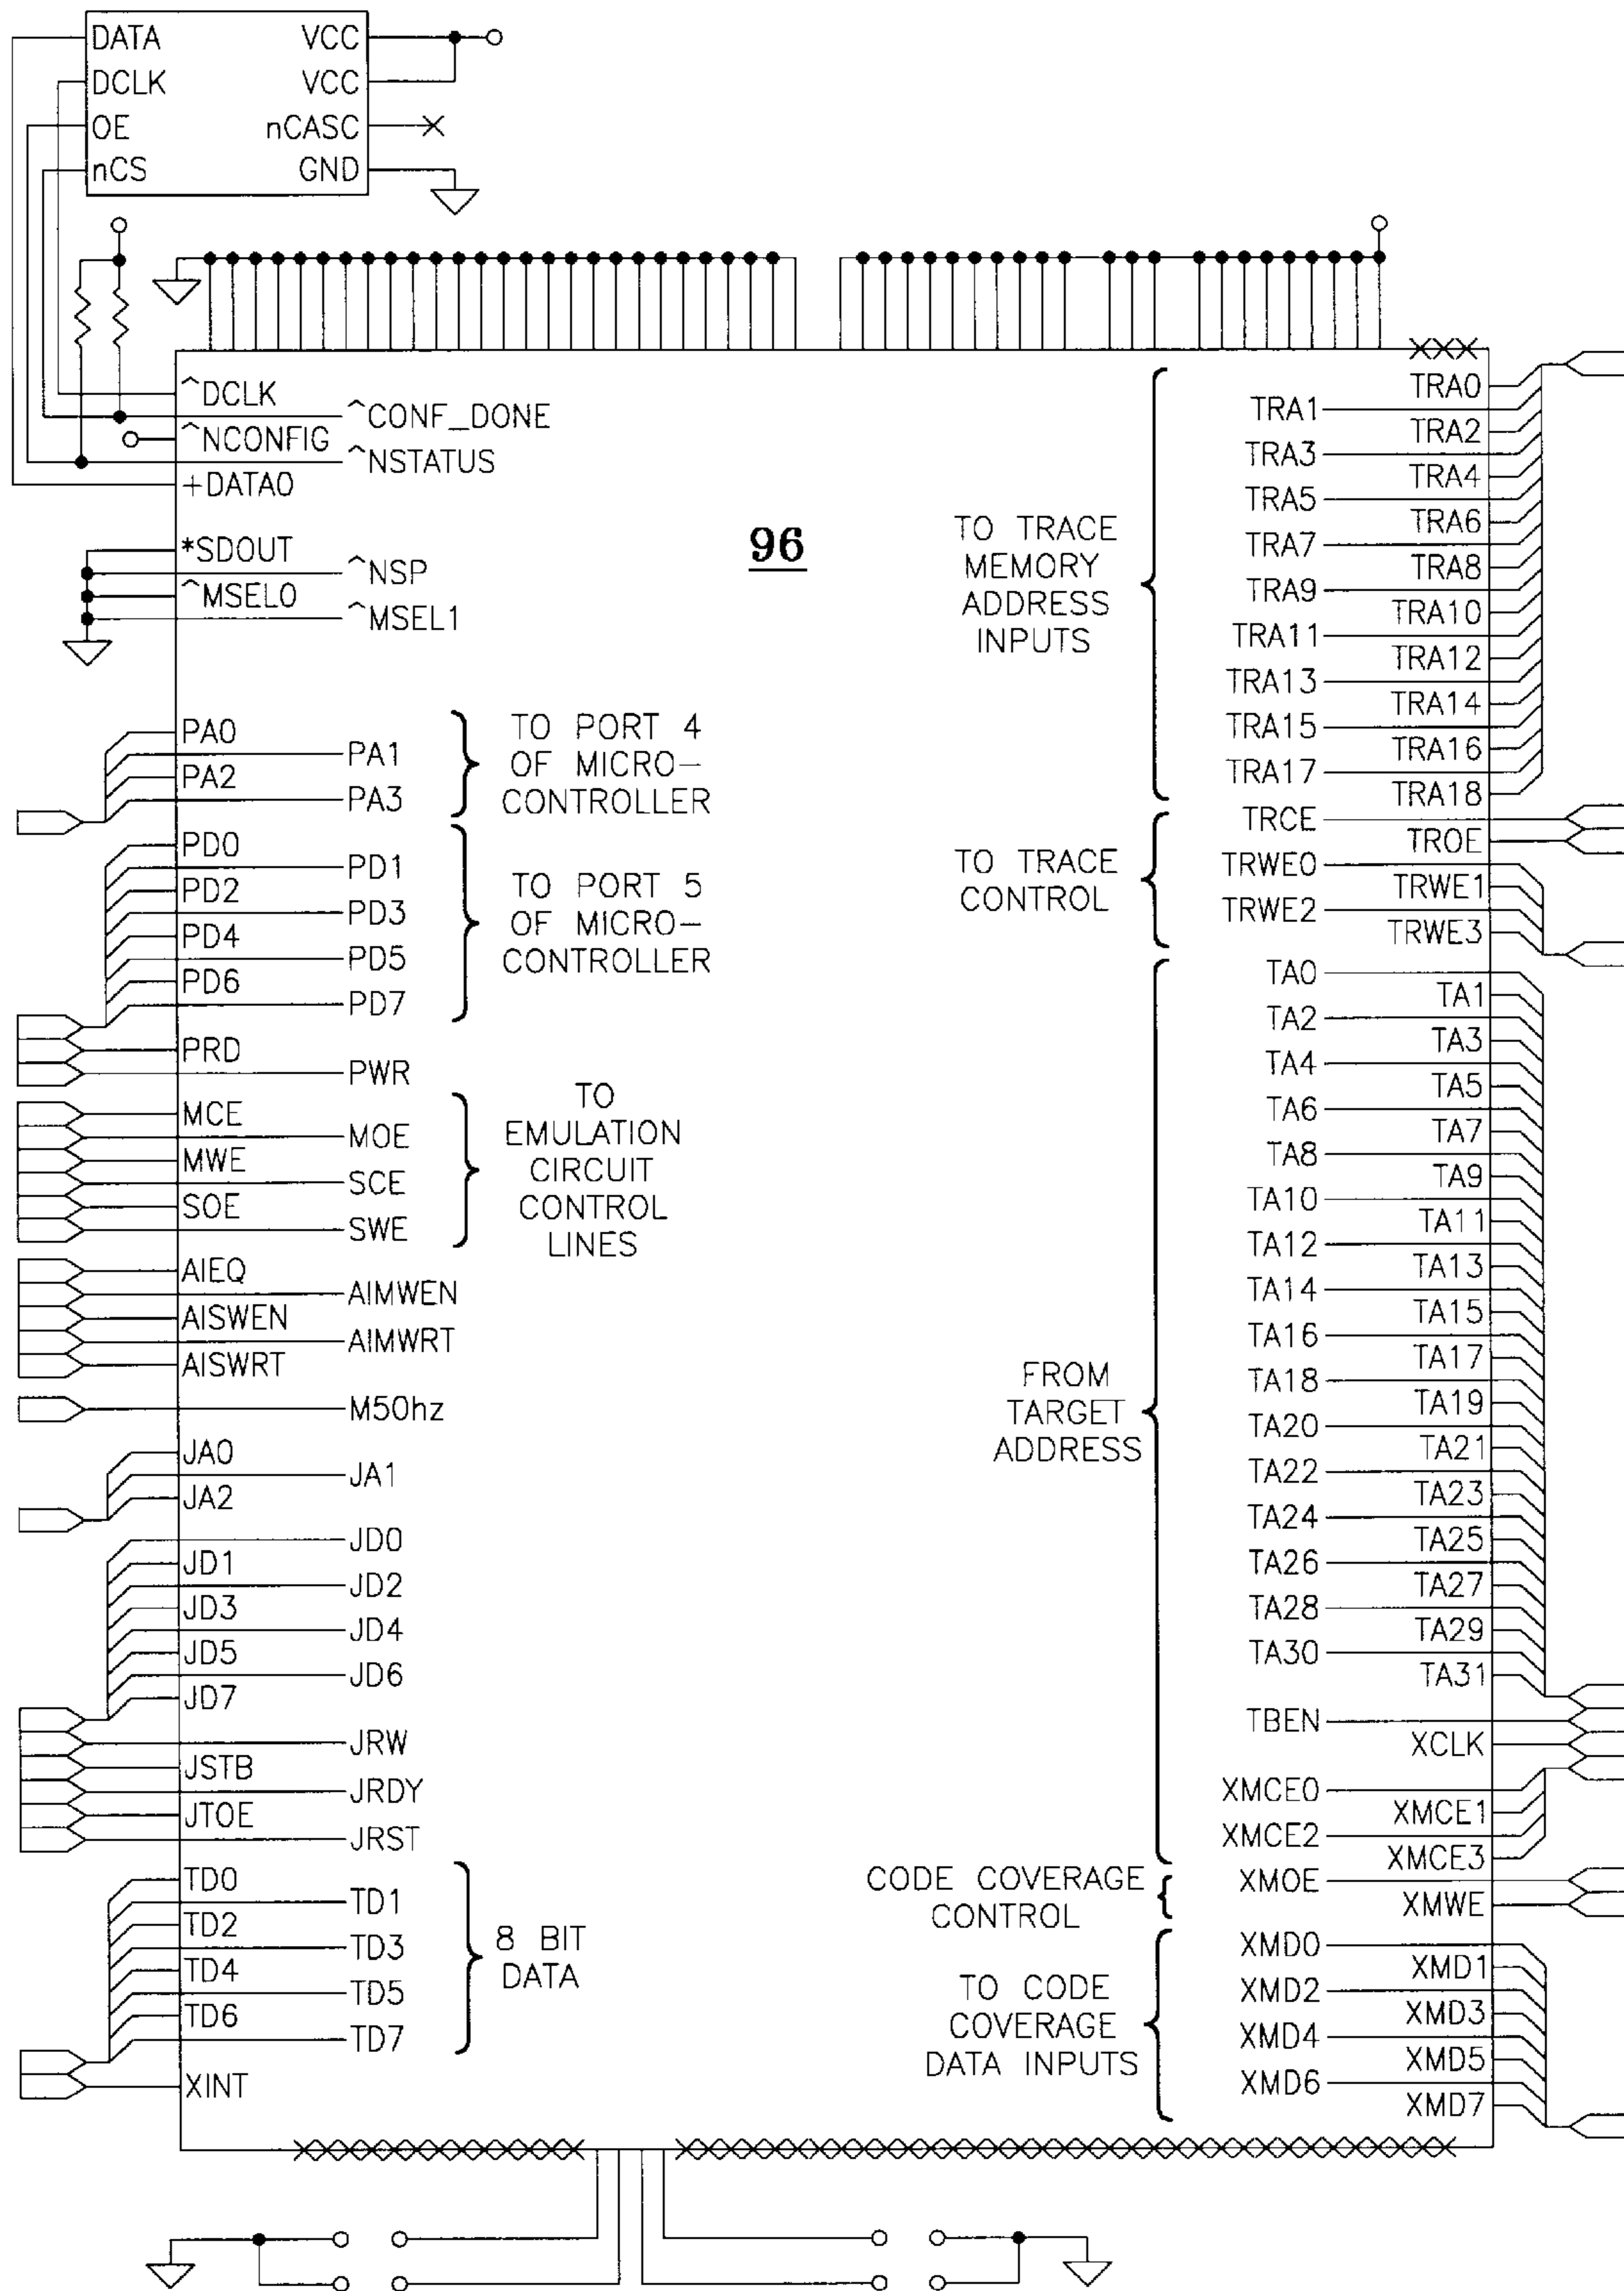 DATA VCC
DCLK VCC
OE nCASC
nCS GND
^DCLK
^CONF_DONE
^NCONFIG
^NSTATUS
+DATA0
*SDOUT
^NSP
^MSEL0
^MSEL1
96
PA0
PA1
PA2
PA3
TO PORT 4
OF MICRO-
CONTROLLER
PD0
PD1
PD2
PD3
PD4
PD5
PD6
PD7
TO PORT 5
OF MICRO-
CONTROLLER
PRD
PWR
MCE
MOE
MWE
SCE
SOE
SWE
TO
EMULATION
CIRCUIT
CONTROL
LINES
AIEQ
AIMWEN
AISWEN
AIMWRT
AISWRT
M50hz
JA0
JA1
JA2
JD0
JD1
JD2
JD3
JD4
JD5
JD6
JD7
JRW
JSTB
JRDY
JTOE
JRST
TD0
TD1
TD2
TD3
TD4
TD5
TD6
TD7
8 BIT
DATA
XINT
TO TRACE
MEMORY
ADDRESS
INPUTS
TRA0
TRA1
TRA2
TRA3
TRA4
TRA5
TRA6
TRA7
TRA8
TRA9
TRA10
TRA11
TRA12
TRA13
TRA14
TRA15
TRA16
TRA17
TRA18
TO TRACE
CONTROL
TRCE
TROE
TRWE0
TRWE1
TRWE2
TRWE3
FROM
TARGET
ADDRESS
TA0
TA1
TA2
TA3
TA4
TA5
TA6
TA7
TA8
TA9
TA10
TA11
TA12
TA13
TA14
TA15
TA16
TA17
TA18
TA19
TA20
TA21
TA22
TA23
TA24
TA25
TA26
TA27
TA28
TA29
TA30
TA31
TBEN
XCLK
XMCE0
XMCE1
XMCE2
XMCE3
CODE COVERAGE
CONTROL
XMOE
XMWE
TO CODE
COVERAGE
DATA INPUTS
XMD0
XMD1
XMD2
XMD3
XMD4
XMD5
XMD6
XMD7